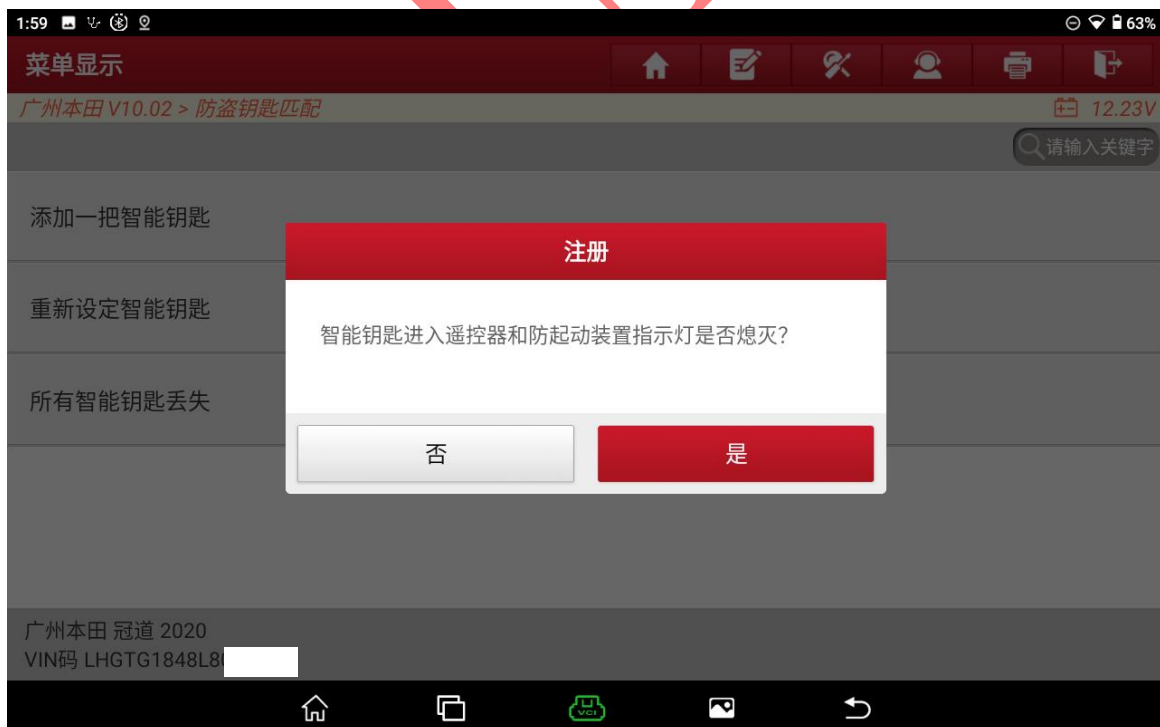 1:59
63%
菜单显示
广州本田 V10.02 > 防盗钥匙匹配
12.23V
请输入关键字
添加一把智能钥匙
注册
重新设定智能钥匙
智能钥匙进入遥控器和防起动装置指示灯是否熄灭?
所有智能钥匙丢失
否
是
广州本田 冠道 2020
VIN码 LHGTG1848L8
VCI